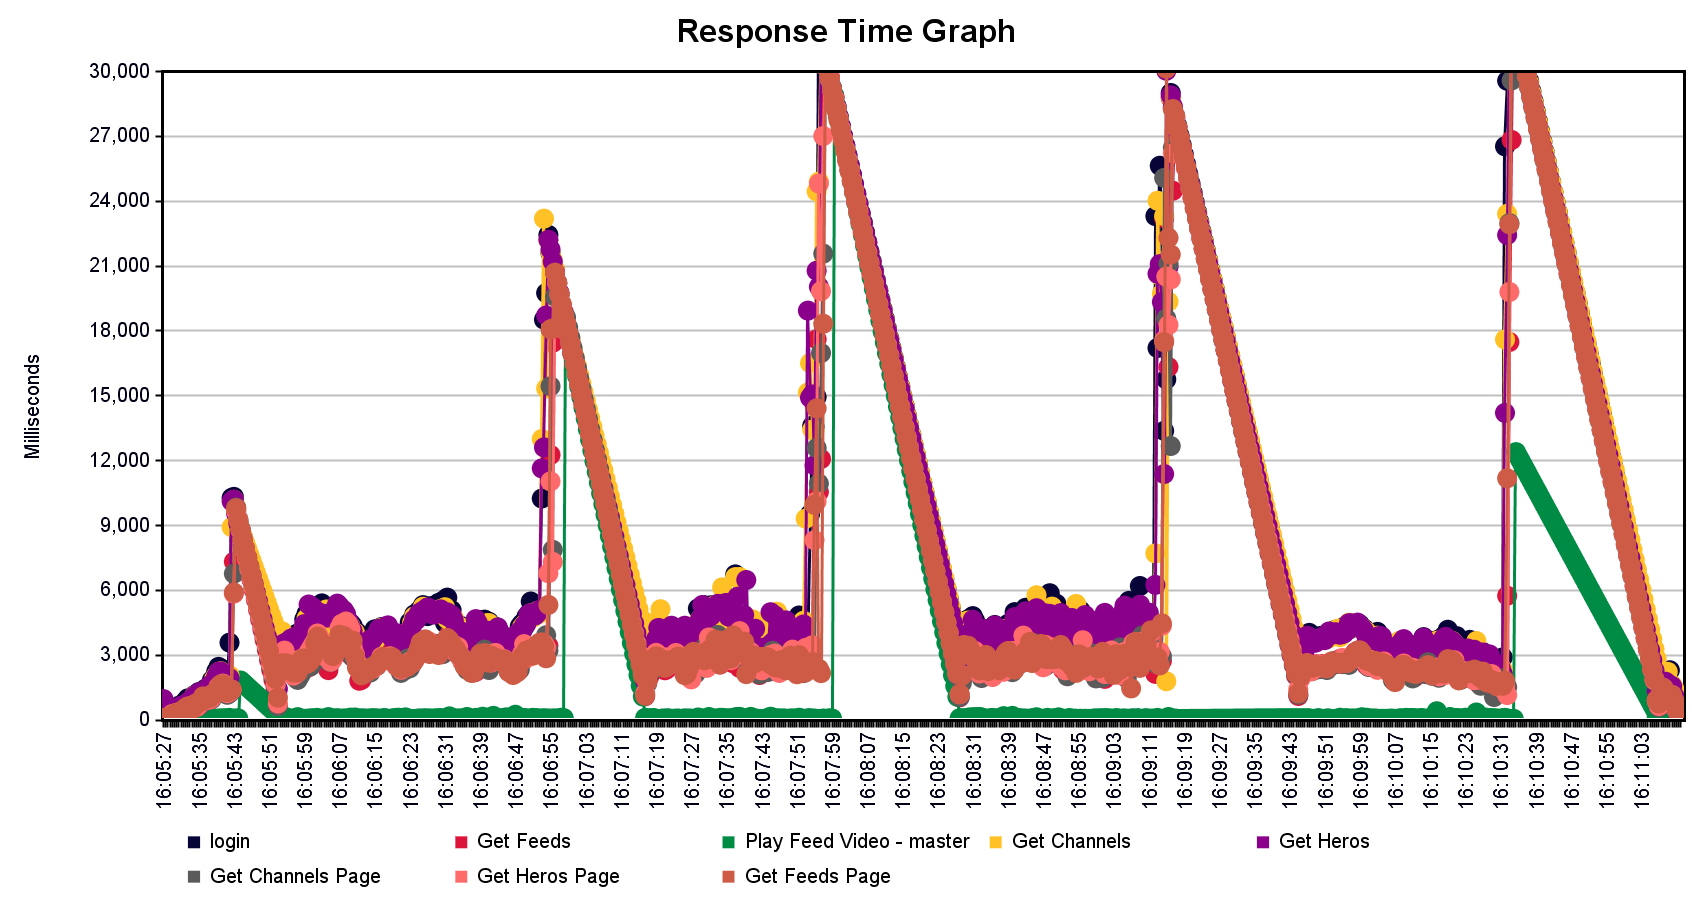 Response Time Graph
30,000
27,000
24,000
21,000
18,000
15,000
12,000
9,000
6,000
3,000
0
Milliseconds
16:05:27 16:05:35 16:05:43 16:05:51 16:05:59 16:06:07 16:06:15 16:06:23 16:06:31 16:06:39 16:06:47 16:06:55 16:07:03 16:07:11 16:07:19 16:07:27 16:07:35 16:07:43 16:07:51 16:07:59 16:08:07 16:08:15 16:08:23 16:08:31 16:08:39 16:08:47 16:08:55 16:09:03 16:09:11 16:09:19 16:09:27 16:09:35 16:09:43 16:09:51 16:09:59 16:10:07 16:10:15 16:10:23 16:10:31 16:10:39 16:10:47 16:10:55 16:11:03
login Get Feeds Play Feed Video - master Get Channels Get Heros
Get Channels Page Get Heros Page Get Feeds Page